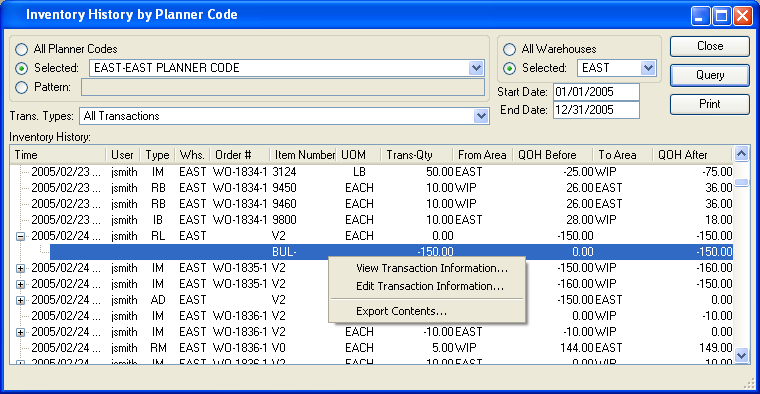 Inventory History by Planner Code
All Planner Codes
Selected: EAST-EAST PLANNER CODE
Pattern:
All Warehouses
Selected: EAST
Close
Query
Print
Start Date: 01/01/2005
End Date: 12/31/2005
Trans. Types: All Transactions
Inventory History:
Time User Type Whs. Order # Item Number UOM Trans-Qty From Area QOH Before To Area QOH After
2005/02/23 ... jsmith IM EAST WO-1834-1 3124 LB 50.00 EAST -25.00 WIP -75.00
2005/02/23 ... jsmith RB EAST WO-1834-1 9450 EACH 10.00 WIP 26.00 EAST 36.00
2005/02/23 ... jsmith RB EAST WO-1834-1 9460 EACH 10.00 WIP 26.00 EAST 36.00
2005/02/23 ... jsmith IB EAST WO-1834-1 9800 EACH 10.00 EAST 28.00 WIP 18.00
2005/02/24 ... jsmith RL EAST V2 EACH 0.00 -150.00 -150.00
BUL- -150.00 0.00 -150.00
2005/02/24 ... jsmith IM EAST WO-1835-1 V2 -150.00 WIP -160.00
2005/02/24 ... jsmith IM EAST WO-1835-1 V2 -160.00 WIP -150.00
2005/02/24 ... jsmith AD EAST V2 -150.00 EAST 0.00
2005/02/24 ... jsmith IM EAST WO-1836-1 V2 0.00 WIP -10.00
2005/02/24 ... jsmith IM EAST WO-1836-1 V2 EACH -10.00 EAST -10.00 WIP 0.00
2005/02/24 ... jsmith RM EAST WO-1836-1 V0 EACH 5.00 WIP 144.00 EAST 149.00
2005/02/24 ... jsmith IM EAST WO-1836-1 V2 EACH 10.00 EAST 0.00 WIP -10.00
View Transaction Information...
Edit Transaction Information...
Export Contents...